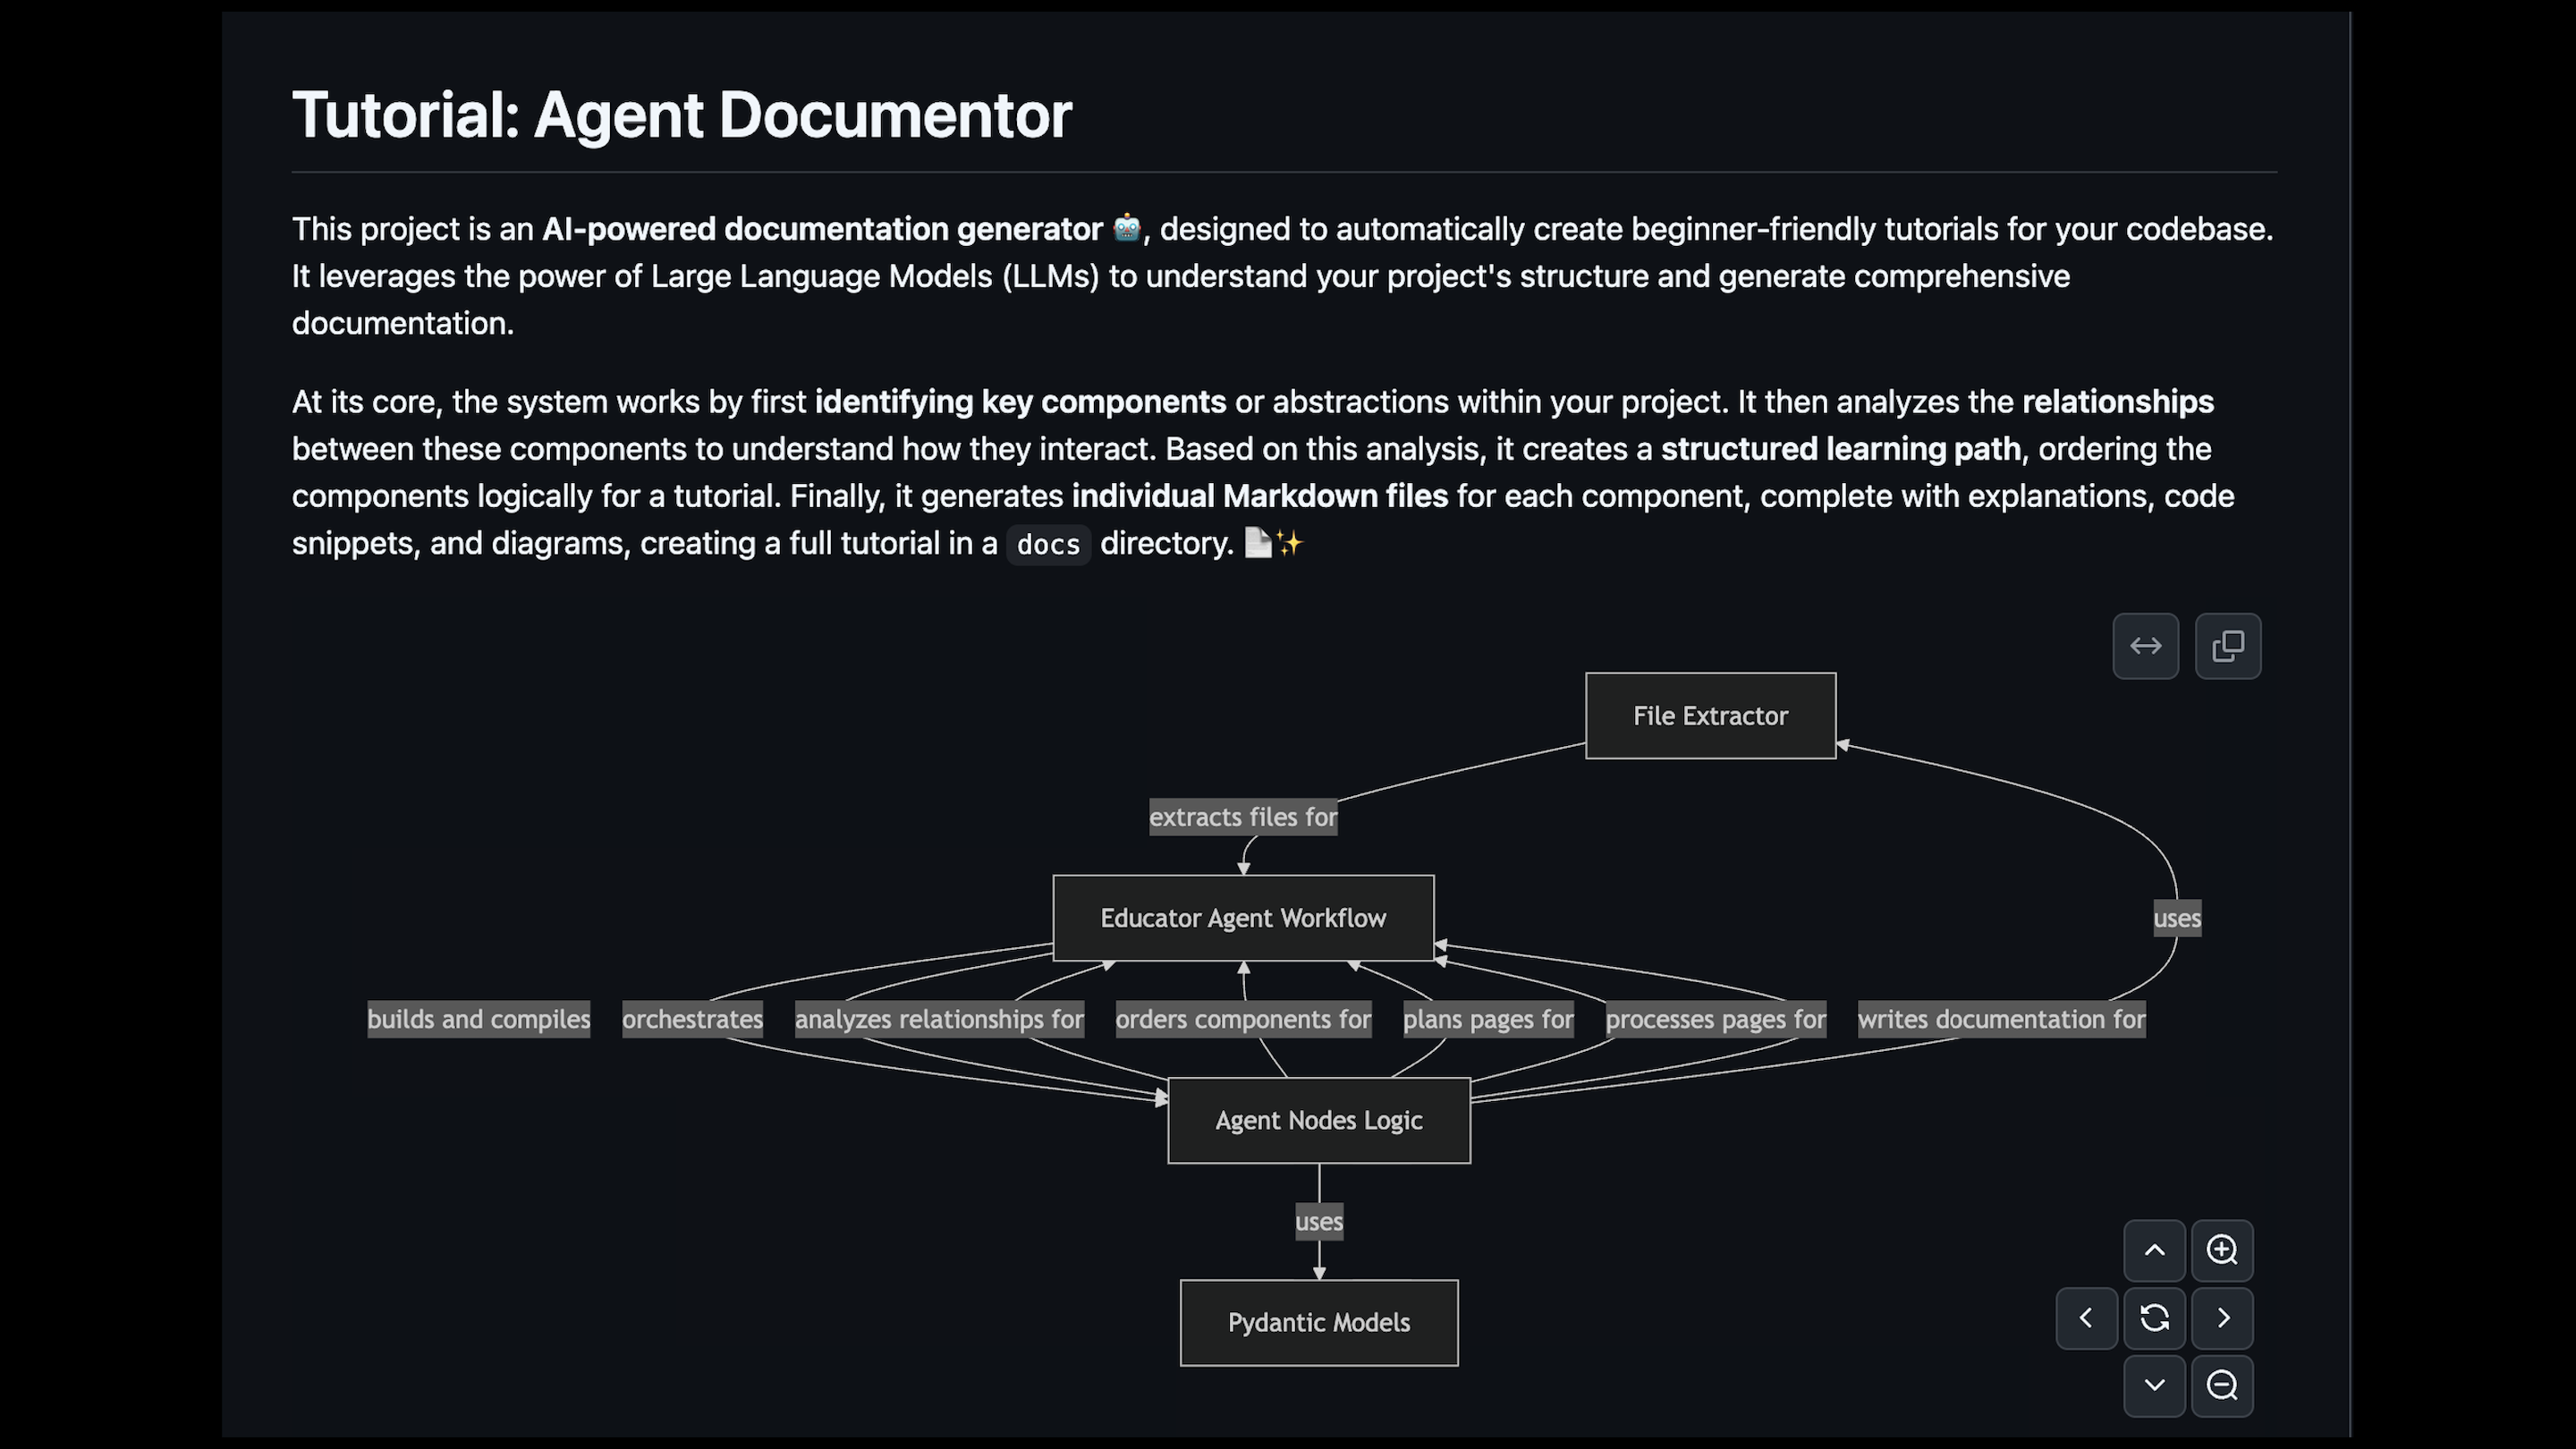 Tutorial: Agent Documentor
This project is an AI-powered documentation generator 🤖, designed to automatically create beginner-friendly tutorials for your codebase.
It leverages the power of Large Language Models (LLMs) to understand your project's structure and generate comprehensive
documentation.
At its core, the system works by first identifying key components or abstractions within your project. It then analyzes the relationships
between these components to understand how they interact. Based on this analysis, it creates a structured learning path, ordering the
components logically for a tutorial. Finally, it generates individual Markdown files for each component, complete with explanations, code
snippets, and diagrams, creating a full tutorial in a docs directory. 📄✨
File Extractor
extracts files for
Educator Agent Workflow
uses
builds and compiles
orchestrates
analyzes relationships for
orders components for
plans pages for
processes pages for
writes documentation for
Agent Nodes Logic
uses
Pydantic Models